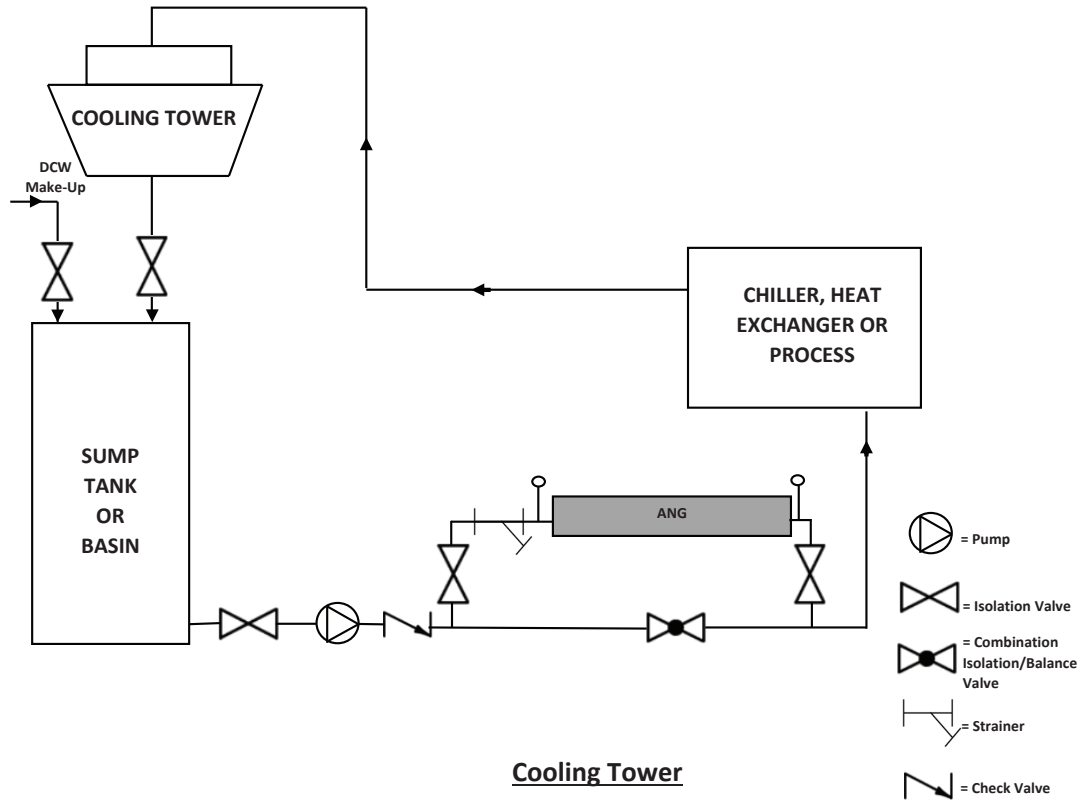 COOLING TOWER
DCW
Make-Up
CHILLER, HEAT
EXCHANGER OR
PROCESS
SUMP
TANK
OR
BASIN
ANG
= Pump
= Isolation Valve
= Combination
Isolation/Balance
Valve
= Strainer
= Check Valve
Cooling Tower